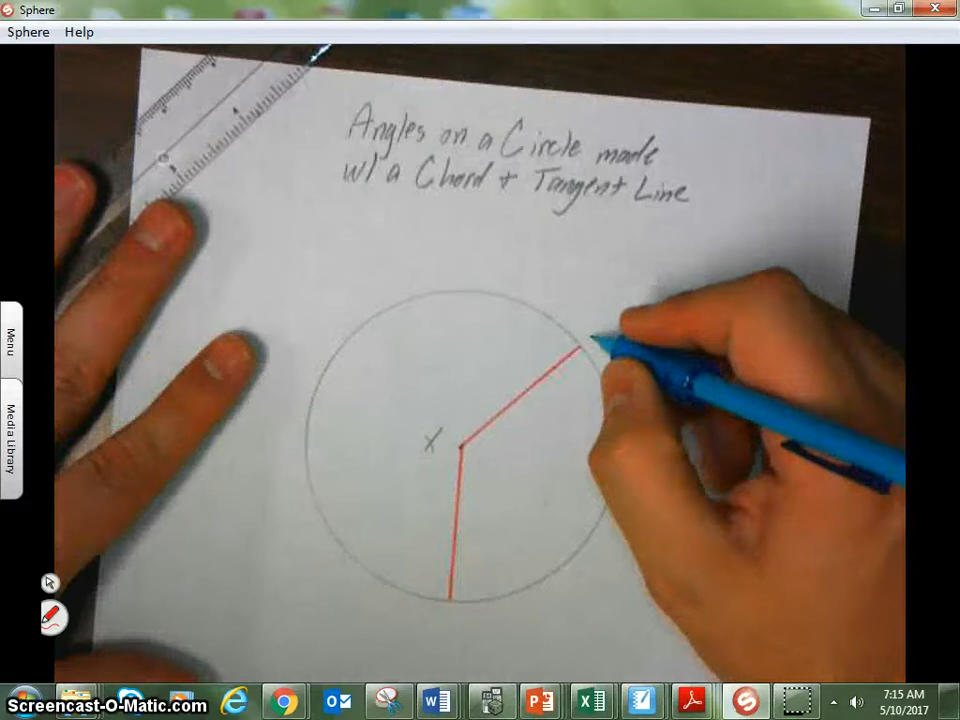 Sphere
Sphere Help
Angles on a Circle made
w/ a Chord + Tangent Line
X
Menu
Media Library
Screencast-O-Matic.com
7:15 AM
5/10/2017